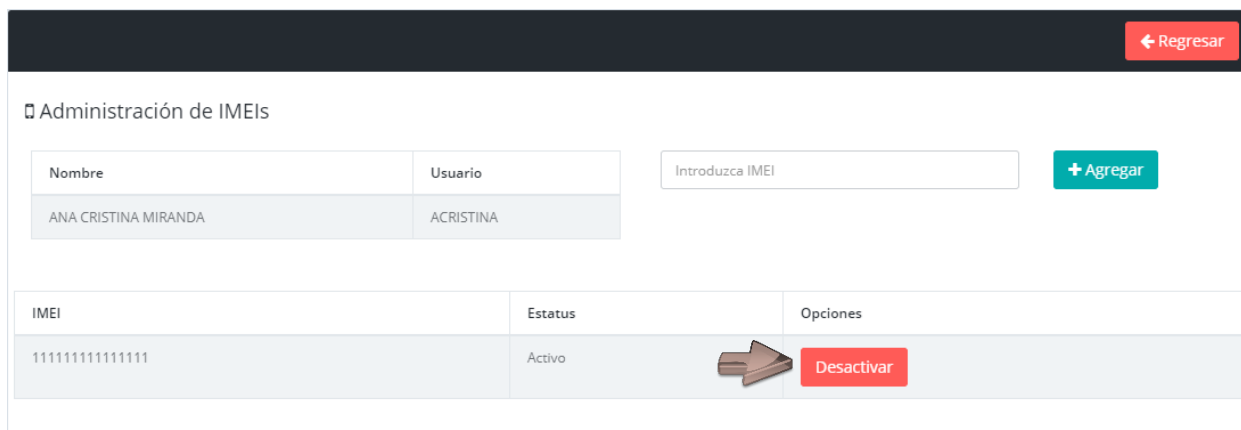 Regresar
Administración de IMEIs
Nombre Usuario
ANA CRISTINA MIRANDA ACRISTINA
Introduzca IMEI
Agregar
IMEI Estatus Opciones
111111111111111 Activo Desactivar